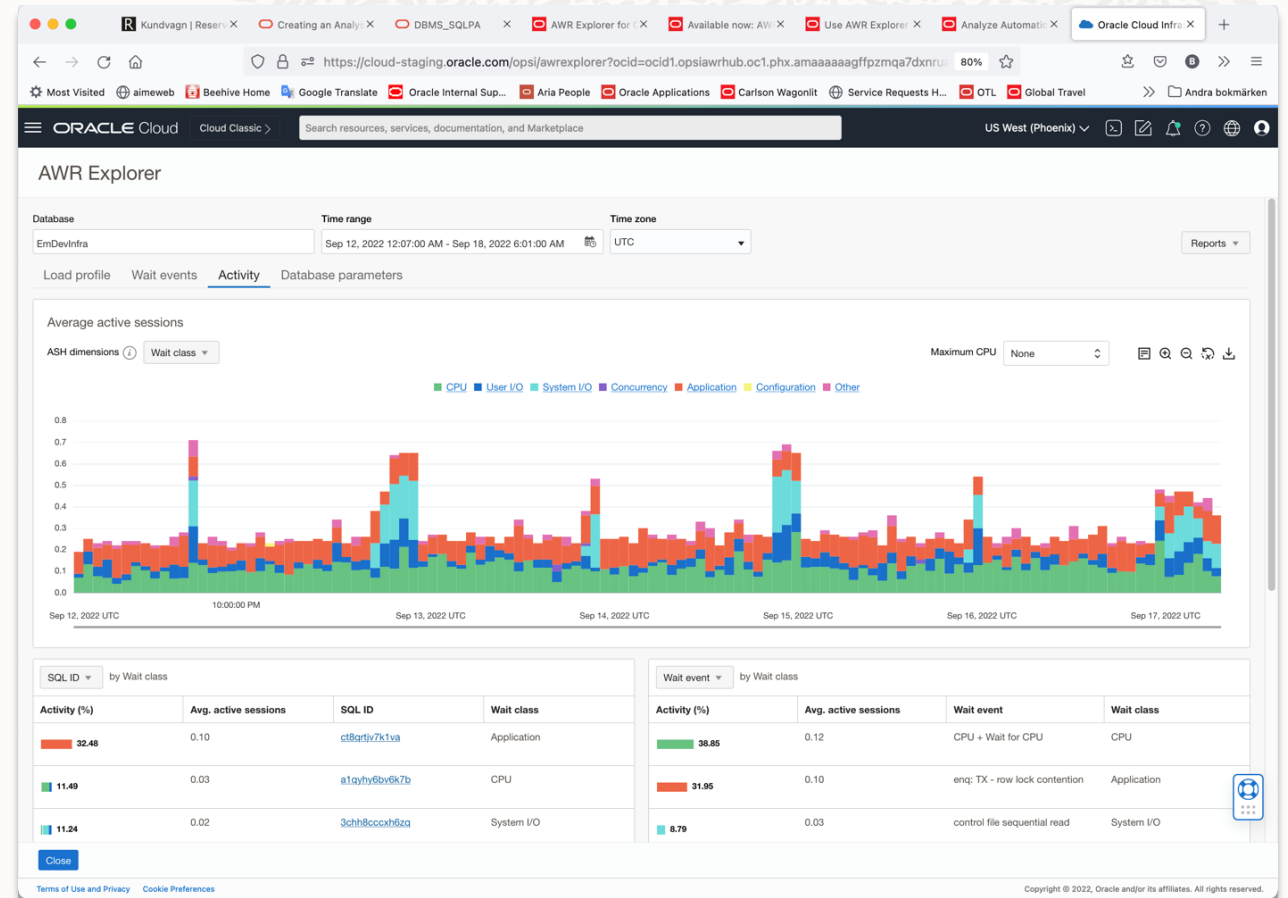 Kundvagn | Reserv
Creating an Analys
DBMS_SQLPA
AWR Explorer for
Available now: AW
Use AWR Explorer
Analyze Automatic
Oracle Cloud Infra
https://cloud-staging.oracle.com/opsi/awrexplorer?ocid=ocid1.opsiawrhub.oc1.phx.amaaaaaagffpzmqa7dxnru
80%
B
Most Visited
aimeweb
Beehive Home
Google Translate
Oracle Internal Sup...
Aria People
Oracle Applications
Carlson Wagonlit
Service Requests H...
OTL
Global Travel
Andra bokmärken
ORACLE Cloud
Cloud Classic >
Search resources, services, documentation, and Marketplace
US West (Phoenix)
AWR Explorer
Database
Time range
Time zone
EmDevInfra
Sep 12, 2022 12:07:00 AM - Sep 18, 2022 6:01:00 AM
UTC
Reports
Load profile Wait events Activity Database parameters
Average active sessions
ASH dimensions
Wait class
Maximum CPU
None
CPU User I/O System I/O Concurrency Application Configuration Other
0.8
0.7
0.6
0.5
0.4
0.3
0.2
0.1
0.0
10:00:00 PM
Sep 12, 2022 UTC
Sep 13, 2022 UTC
Sep 14, 2022 UTC
Sep 15, 2022 UTC
Sep 16, 2022 UTC
Sep 17, 2022 UTC
SQL ID by Wait class
Activity (%) Avg. active sessions SQL ID Wait class
32.48 0.10 ct8qrtjv7k1va Application
11.49 0.03 a1qyhy6bv6k7b CPU
11.24 0.02 3chh8cccxh6zq System I/O
Wait event by Wait class
Activity (%) Avg. active sessions Wait event Wait class
38.85 0.12 CPU + Wait for CPU CPU
31.95 0.10 enq: TX - row lock contention Application
8.79 0.03 control file sequential read System I/O
Close
Terms of Use and Privacy Cookie Preferences
Copyright © 2022, Oracle and/or its affiliates. All rights reserved.